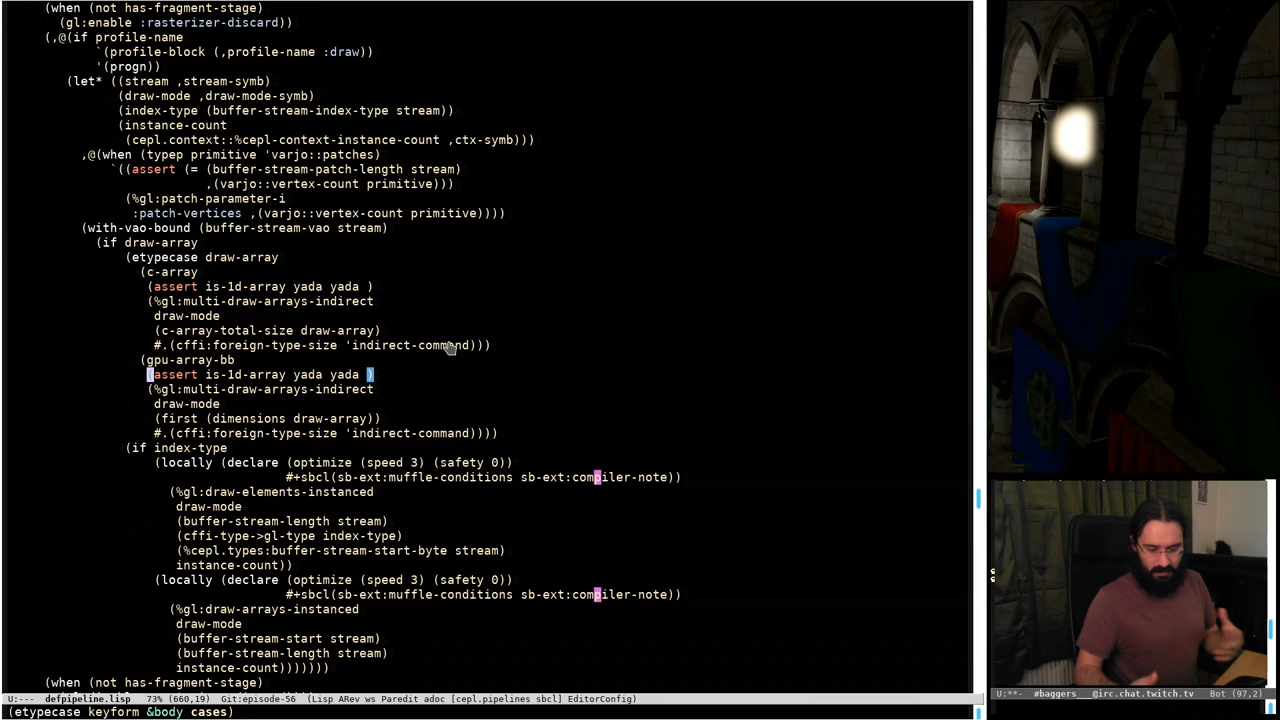 (when (not has-fragment-stage)
(gl:enable :rasterizer-discard))
(,@(if profile-name
`(profile-block (,profile-name :draw))
'(progn))
(let* ((stream ,stream-symb)
(draw-mode ,draw-mode-symb)
(index-type (buffer-stream-index-type stream))
(instance-count
(cepl.context::%cepl-context-instance-count ,ctx-symb)))
,@(when (typep primitive 'varjo::patches)
`((assert (= (buffer-stream-patch-length stream)
,(varjo::vertex-count primitive)))
(%gl:patch-parameter-i
:patch-vertices ,(varjo::vertex-count primitive))))
(with-vao-bound (buffer-stream-vao stream)
(if draw-array
(etypecase draw-array
(c-array
(assert is-1d-array yada yada )
(%gl:multi-draw-arrays-indirect
draw-mode
(c-array-total-size draw-array)
#.(cffi:foreign-type-size 'indirect-command)))
(gpu-array-bb
(assert is-1d-array yada yada )
(%gl:multi-draw-arrays-indirect
draw-mode
(first (dimensions draw-array))
#.(cffi:foreign-type-size 'indirect-command))))
(if index-type
(locally (declare (optimize (speed 3) (safety 0))
#+sbcl(sb-ext:muffle-conditions sb-ext:compiler-note))
(%gl:draw-elements-instanced
draw-mode
(buffer-stream-length stream)
(cffi-type->gl-type index-type)
(%cepl.types:buffer-stream-start-byte stream)
instance-count))
(locally (declare (optimize (speed 3) (safety 0))
#+sbcl(sb-ext:muffle-conditions sb-ext:compiler-note))
(%gl:draw-arrays-instanced
draw-mode
(buffer-stream-start stream)
(buffer-stream-length stream)
instance-count)))))))
(when (not has-fragment-stage)
U:--- defpipeline.lisp 73% (660,19) Git:episode-56 (Lisp ARev ws Paredit adoc [cepl.pipelines sbcl] EditorConfig)
(etypecase keyform &body cases)
U:**- #baggers___@irc.chat.twitch.tv Bot (97,2)